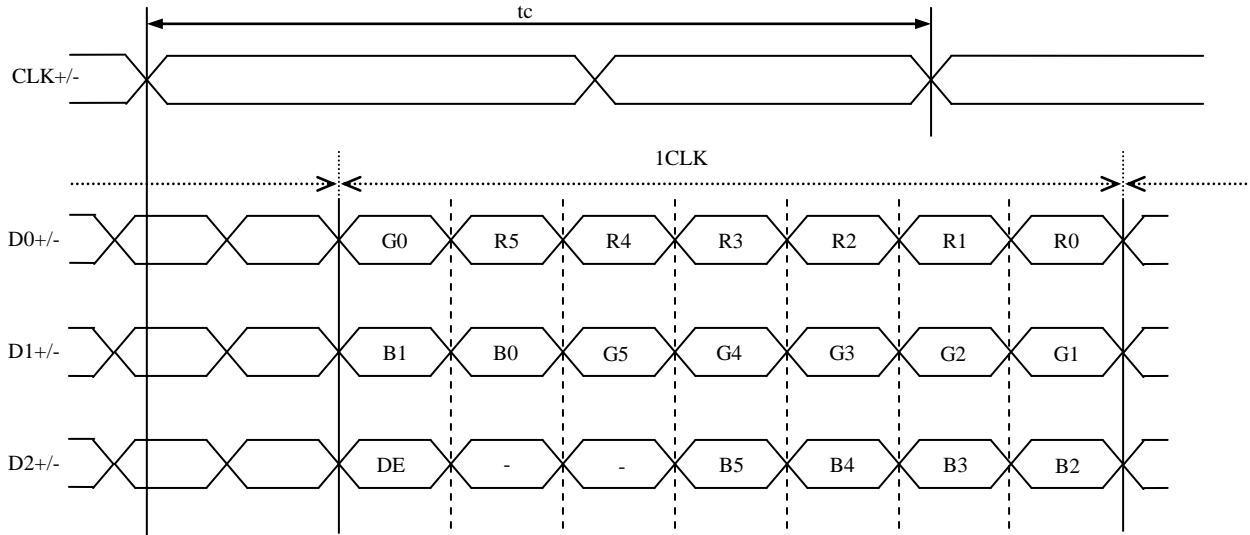 tc
CLK+/-
1CLK
D0+/- G0 R5 R4 R3 R2 R1 R0
D1+/- B1 B0 G5 G4 G3 G2 G1
D2+/- DE - - B5 B4 B3 B2